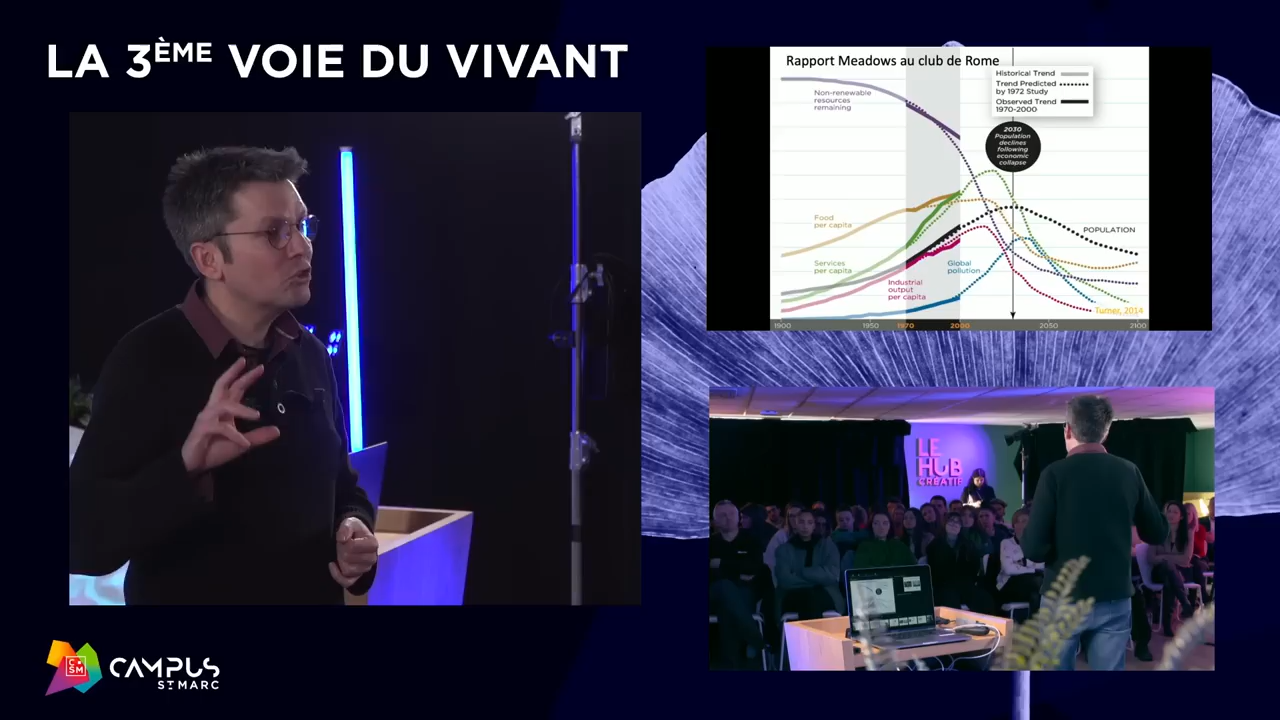 LA 3ÈME VOIE DU VIVANT
Rapport Meadows au club de Rome
Historical Trend
Trend Predicted
by 1972 Study
Observed Trend
1970-2000
Non-renewable
resources
remaining
2030
Population
declines
following
economic
collapse
Food
per capita
POPULATION
Services
per capita
Global
pollution
Industrial
output
per capita
Turner, 2014
1900
1950
1970
2000
2050
2100
LE
HUB
CRÉATIF
CSM
CAMPUS
ST MARC